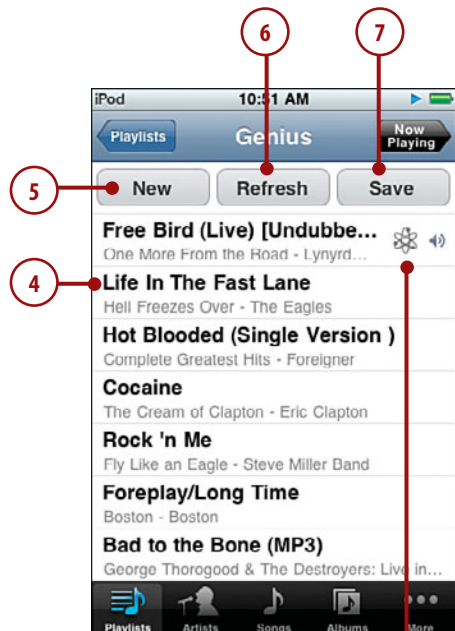 6
7
iPod
10:51 AM
Playlists
Genius
Now
Playing
5
New
Refresh
Save
Free Bird (Live) [Undubbe...
One More From the Road - Lynyrd...
4
Life In The Fast Lane
Hell Freezes Over - The Eagles
Hot Blooded (Single Version )
Complete Greatest Hits - Foreigner
Cocaine
The Cream of Clapton - Eric Clapton
Rock 'n Me
Fly Like an Eagle - Steve Miller Band
Foreplay/Long Time
Boston - Boston
Bad to the Bone (MP3)
George Thorogood & The Destroyers: Live in...
Playlists
Artists
Songs
Albums
More